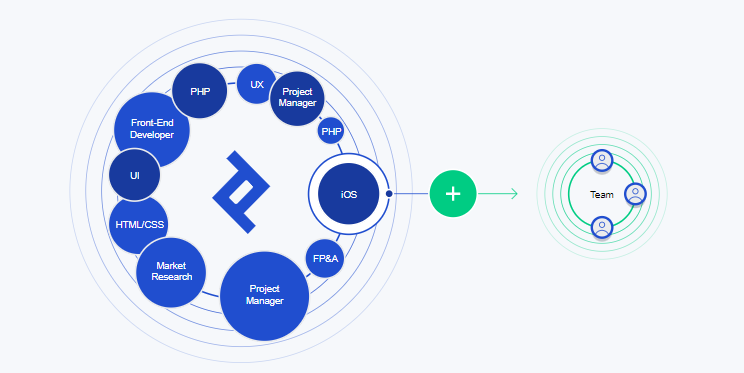 PHP
UX
Project
Manager
PHP
Front-End
Developer
UI
iOS
Team
HTML/CSS
FP&A
Market
Research
Project
Manager